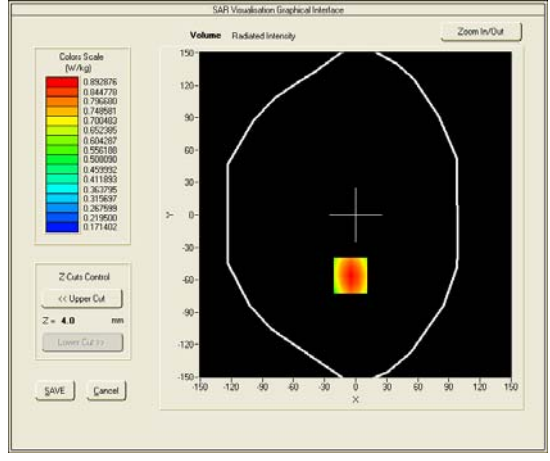 SAR Visualisation Graphical Interface
Volume Radiated Intensity
Zoom In/Out
Colors Scale
(W/kg)
0.892876
0.844778
0.796680
0.748581
0.700483
0.652385
0.604287
0.556188
0.508090
0.459992
0.411893
0.363795
0.315697
0.267599
0.219500
0.171402
Z-Cuts Control
<< Upper Cut
Z = 4.0 mm
Lower Cut >>
SAVE Cancel
150-
120-
90-
60-
30-
Y 0-
-30-
-60-
-90-
-120-
-150-
-150 -120 -90 -60 -30 0 30 60 90 120 150
X